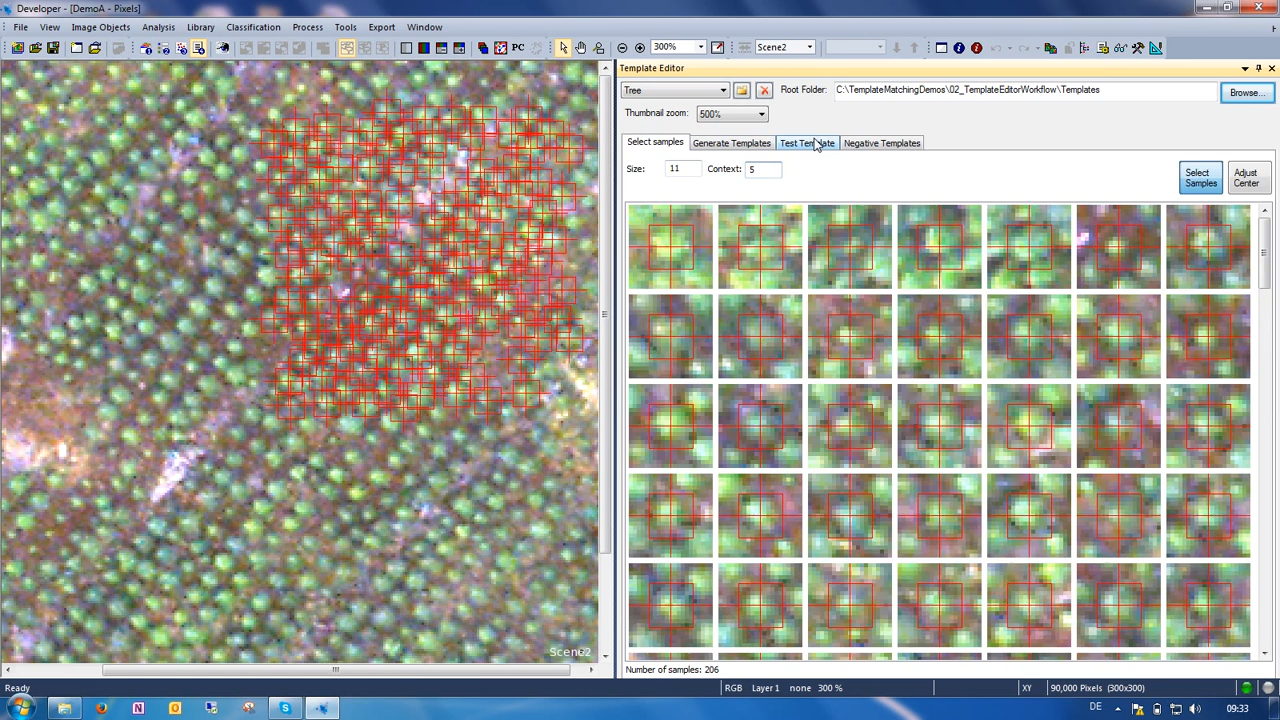 Developer - [DemoA - Pixels]
File View Image Objects Analysis Library Classification Process Tools Export Window
PC 300% Scene2
Template Editor
Tree Root Folder: C:\TemplateMatchingDemos\02_TemplateEditorWorkflow\Templates Browse...
Thumbnail zoom: 500%
Select samples Generate Templates Test Template Negative Templates
Size: 11 Context: 5 Select Samples Adjust Center
Scene2
Number of samples: 206
Ready RGB Layer 1 none 300 % XY 90,000 Pixels (300x300)
DE 09:33